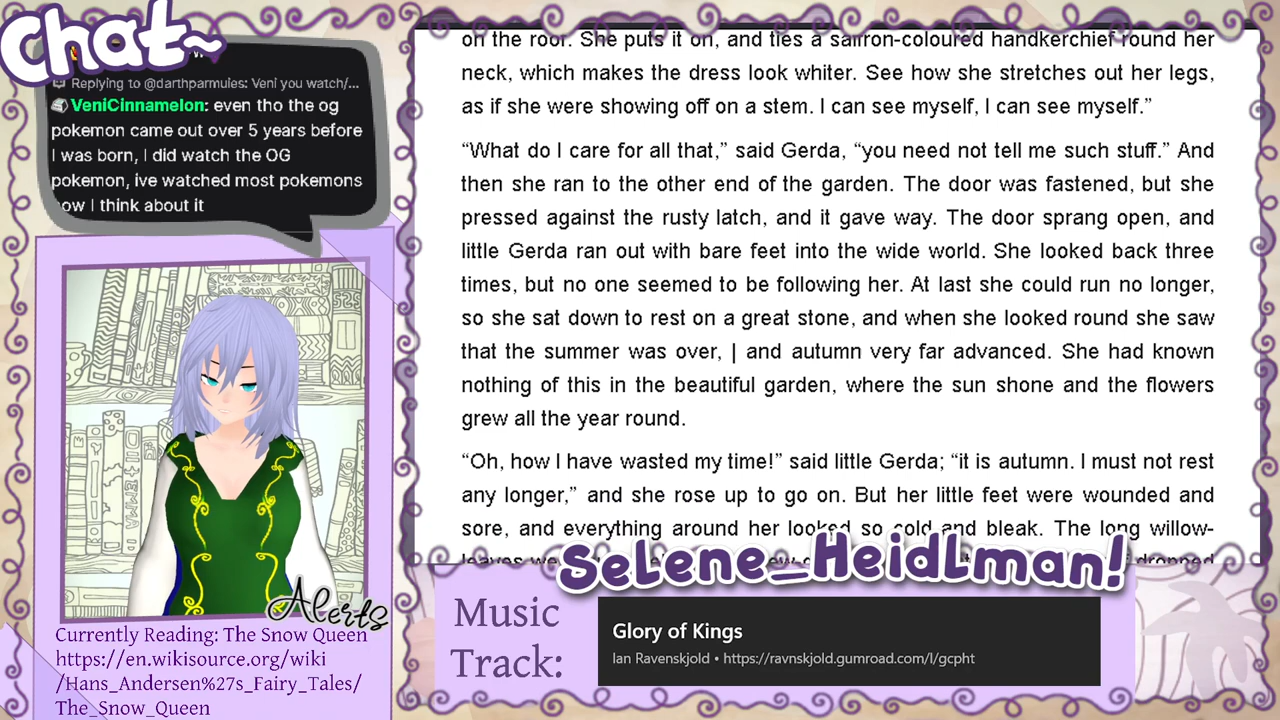 Chat~
Replying to @darthparmuies: Veni you watch/...
VeniCinnamelon: even tho the og
pokemon came out over 5 years before
I was born, I did watch the OG
pokemon, ive watched most pokemons
now I think about it
Alerts
Currently Reading: The Snow Queen
https://en.wikisource.org/wiki
/Hans_Andersen%27s_Fairy_Tales/
The_Snow_Queen
on the roof. She puts it on, and ties a saffron-coloured handkerchief round her
neck, which makes the dress look whiter. See how she stretches out her legs,
as if she were showing off on a stem. I can see myself, I can see myself.”
“What do I care for all that,” said Gerda, “you need not tell me such stuff.” And
then she ran to the other end of the garden. The door was fastened, but she
pressed against the rusty latch, and it gave way. The door sprang open, and
little Gerda ran out with bare feet into the wide world. She looked back three
times, but no one seemed to be following her. At last she could run no longer,
so she sat down to rest on a great stone, and when she looked round she saw
that the summer was over, | and autumn very far advanced. She had known
nothing of this in the beautiful garden, where the sun shone and the flowers
grew all the year round.
“Oh, how I have wasted my time!” said little Gerda; “it is autumn. I must not rest
any longer,” and she rose up to go on. But her little feet were wounded and
sore, and everything around her looked so cold and bleak. The long willow-
dropped
Selene_Heidlman!
Music
Track:
Glory of Kings
Ian Ravenskjold • https://ravnskjold.gumroad.com/l/gcpht